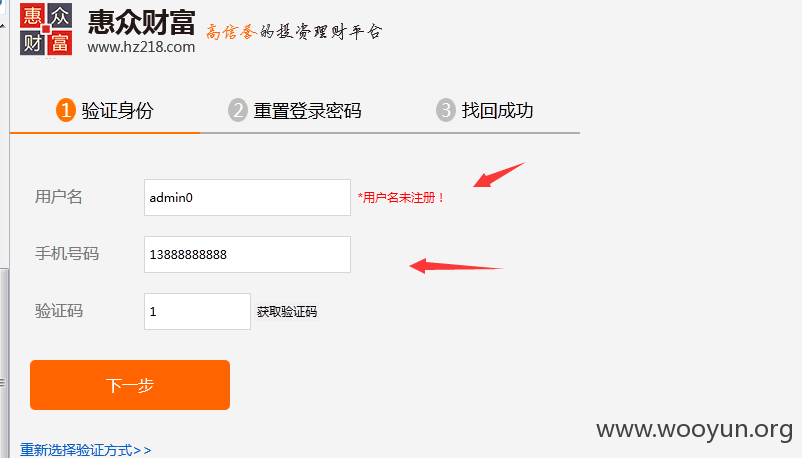 惠众
财富
惠众财富
www.hz218.com
高信誉的投资理财平台
1 验证身份 2 重置登录密码 3 找回成功
用户名 admin0 *用户名未注册！
手机号码 13888888888
验证码 1 获取验证码
下一步
重新选择验证方式>>
www.wooyun.org